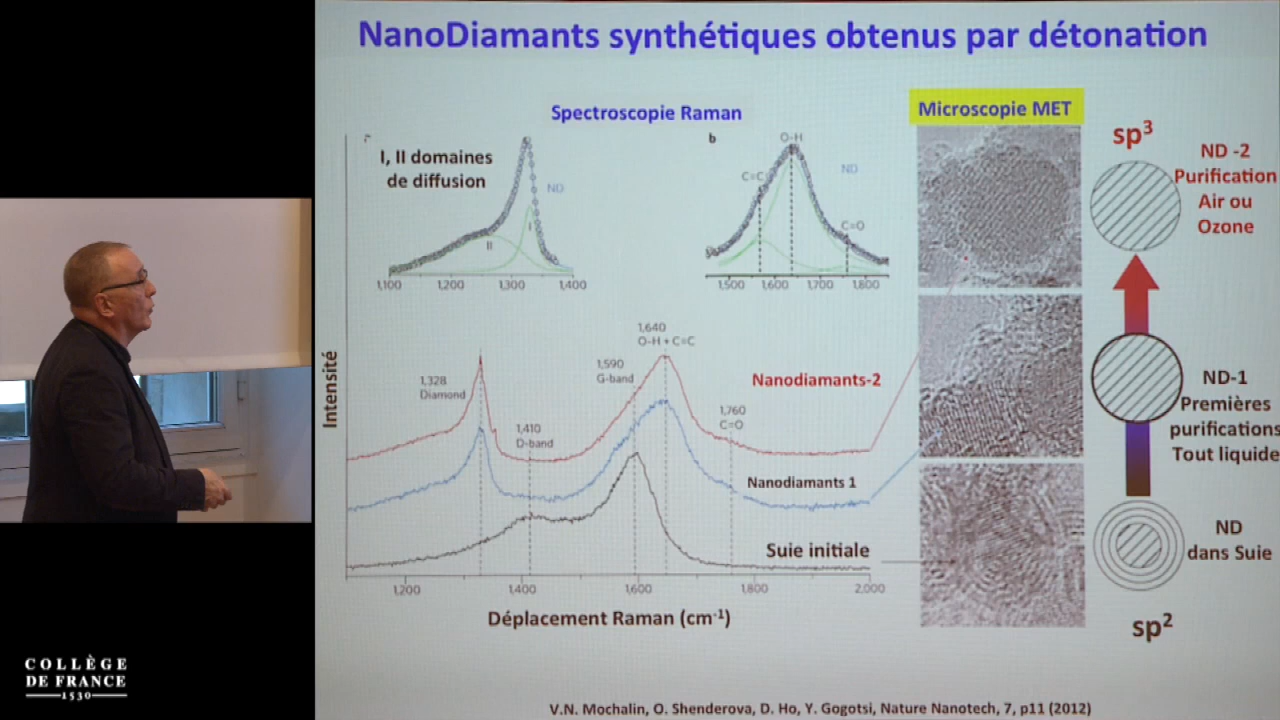 NanoDiamants synthétiques obtenus par détonation
Spectroscopie Raman
Microscopie MET
I, II domaines
de diffusion
ND
I
II
1,100
1,200
1,300
1,400
b
O-H
C=C
ND
C=O
1,500
1,600
1,700
1,800
sp³
ND -2
Purification
Air ou
Ozone
Intensité
1,328
Diamond
1,410
D-band
1,590
G-band
1,640
O-H + C=C
1,760
C=O
Nanodiamants-2
Nanodiamants 1
Suie initiale
ND-1
Premières
purifications
Tout liquide
ND
dans Suie
sp²
1,200
1,400
1,600
1,800
2,000
Déplacement Raman (cm⁻¹)
COLLÈGE
DE FRANCE
1530
V.N. Mochalin, O. Shenderova, D. Ho, Y. Gogotsi, Nature Nanotech, 7, p11 (2012)